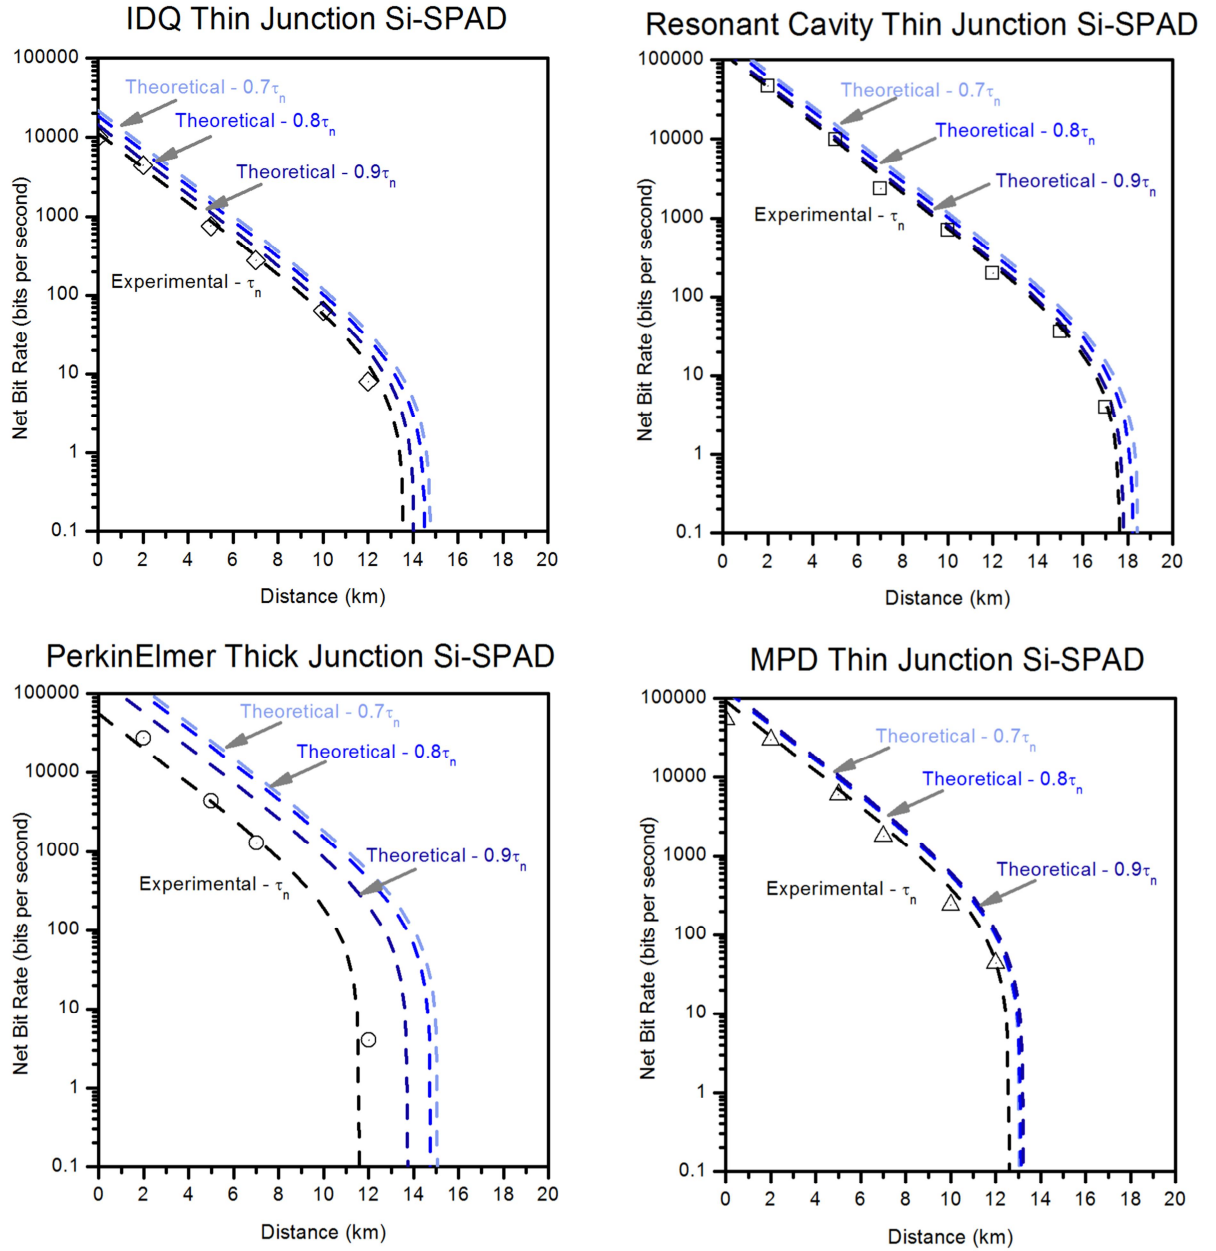 IDQ Thin Junction Si-SPAD
100000
10000
1000
100
10
1
0.1
Net Bit Rate (bits per second)
Theoretical - 0.7τn
Theoretical - 0.8τn
Theoretical - 0.9τn
Experimental - τn
0 2 4 6 8 10 12 14 16 18 20
Distance (km)
Resonant Cavity Thin Junction Si-SPAD
100000
10000
1000
100
10
1
0.1
Net Bit Rate (bits per second)
Theoretical - 0.7τn
Theoretical - 0.8τn
Theoretical - 0.9τn
Experimental - τn
0 2 4 6 8 10 12 14 16 18 20
Distance (km)
PerkinElmer Thick Junction Si-SPAD
100000
10000
1000
100
10
1
0.1
Net Bit Rate (bits per second)
Theoretical - 0.7τn
Theoretical - 0.8τn
Theoretical - 0.9τn
Experimental - τn
0 2 4 6 8 10 12 14 16 18 20
Distance (km)
MPD Thin Junction Si-SPAD
100000
10000
1000
100
10
1
0.1
Net Bit Rate (bits per second)
Theoretical - 0.7τn
Theoretical - 0.8τn
Theoretical - 0.9τn
Experimental - τn
0 2 4 6 8 10 12 14 16 18 20
Distance (km)